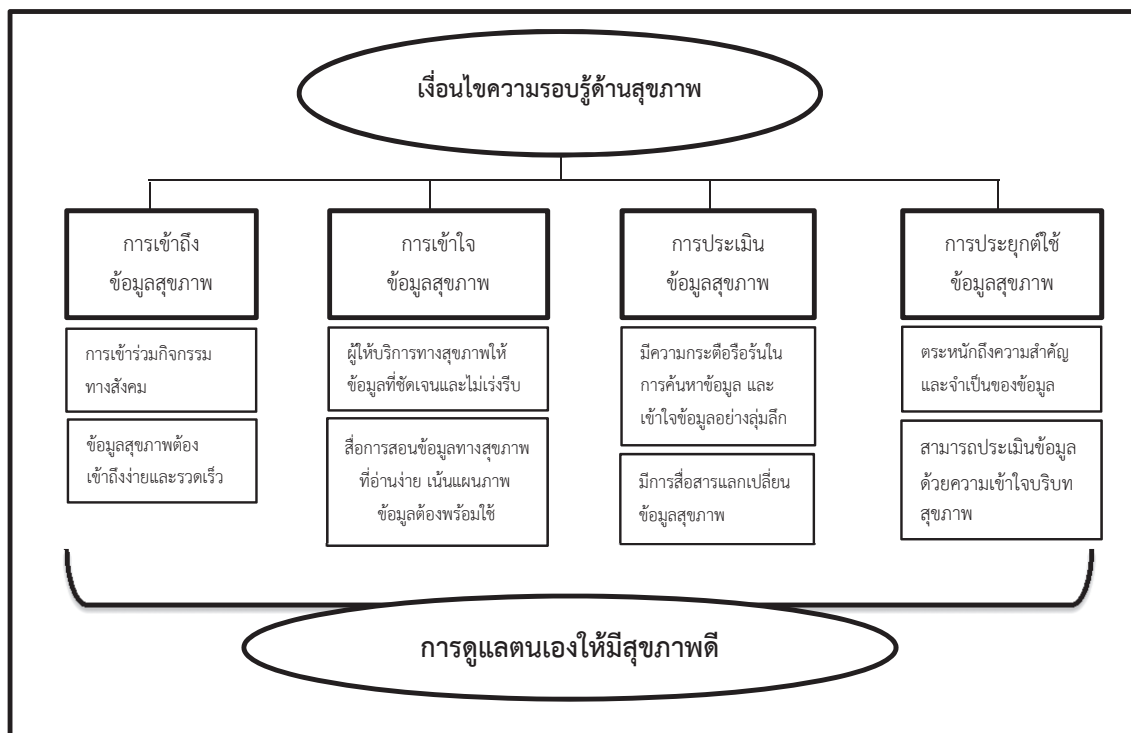 เงื่อนไขความรอบรู้ด้านสุขภาพ
การเข้าถึง
ข้อมูลสุขภาพ
การเข้าร่วมกิจกรรม
ทางสังคม
ข้อมูลสุขภาพต้อง
เข้าถึงง่ายและรวดเร็ว
การเข้าใจ
ข้อมูลสุขภาพ
ผู้ให้บริการทางสุขภาพให้
ข้อมูลที่ชัดเจนและไม่เร่งรีบ
สื่อการสอนข้อมูลทางสุขภาพ
ที่อ่านง่าย เน้นแผนภาพ
ข้อมูลต้องพร้อมใช้
การประเมิน
ข้อมูลสุขภาพ
มีความกระตือรือร้นใน
การค้นหาข้อมูล และ
เข้าใจข้อมูลอย่างลุ่มลึก
มีการสื่อสารแลกเปลี่ยน
ข้อมูลสุขภาพ
การประยุกต์ใช้
ข้อมูลสุขภาพ
ตระหนักถึงความสำคัญ
และจำเป็นของข้อมูล
สามารถประเมินข้อมูล
ด้วยความเข้าใจบริบท
สุขภาพ
การดูแลตนเองให้มีสุขภาพดี